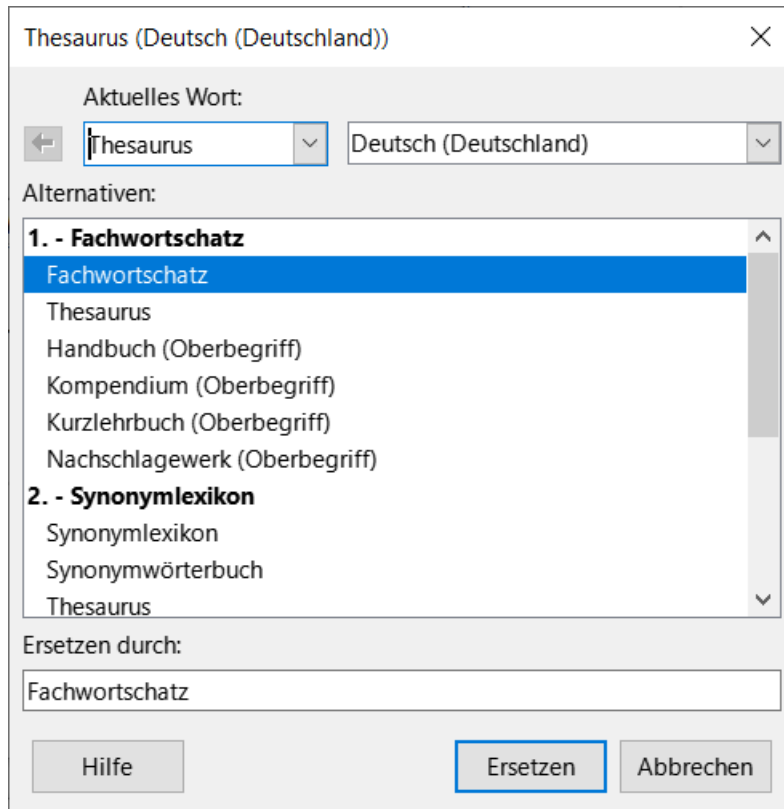 Thesaurus (Deutsch (Deutschland))
Aktuelles Wort:
Thesaurus Deutsch (Deutschland)
Alternativen:
1. - Fachwortschatz
Fachwortschatz
Thesaurus
Handbuch (Oberbegriff)
Kompendium (Oberbegriff)
Kurzlehrbuch (Oberbegriff)
Nachschlagewerk (Oberbegriff)
2. - Synonymlexikon
Synonymlexikon
Synonymwörterbuch
Thesaurus
Ersetzen durch:
Fachwortschatz
Hilfe Ersetzen Abbrechen